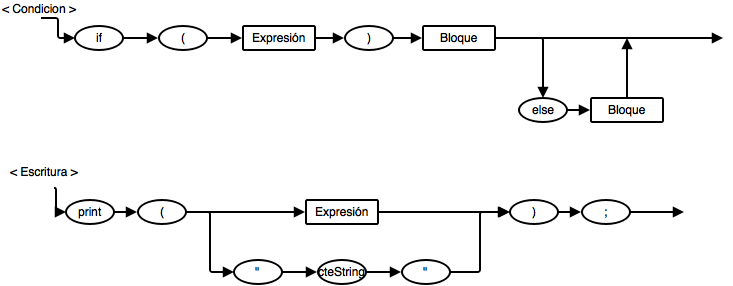 < Condicion >
if ( Expresión ) Bloque
else Bloque
< Escritura >
print ( Expresión ) ;
" cteString "